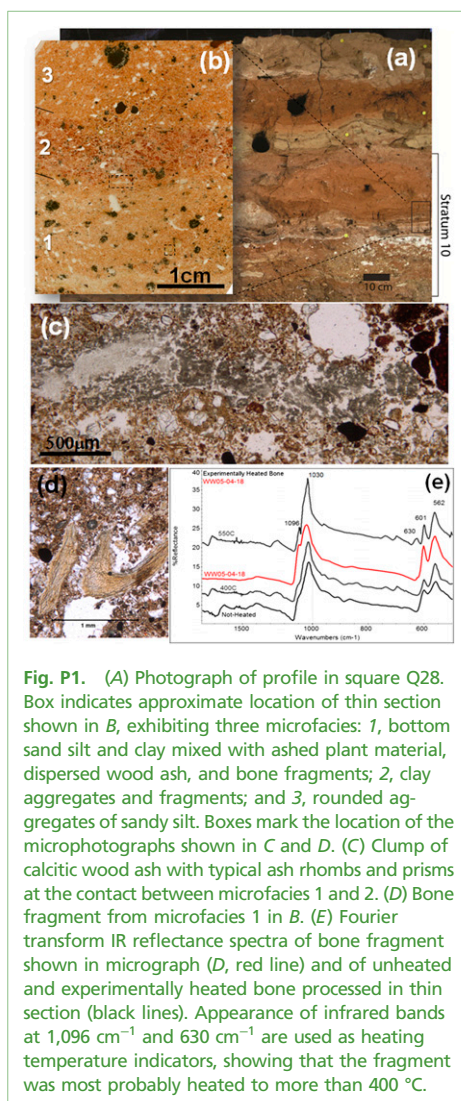 3
(b)
(a)
2
1
1cm
10 cm
Stratum 10
(c)
500μm
(d)
1 mm
(e)
Experimentally Heated Bone
WW05-04-18
1030
1096
630
601
562
550C
WW05-04-18
400C
Not-Heated
%Reflectance
40
35
30
25
20
15
10
5
1500
1000
500
Wavenumbers (cm-1)
Fig. P1. (A) Photograph of profile in square Q28.
Box indicates approximate location of thin section
shown in B, exhibiting three microfacies: 1, bottom
sand silt and clay mixed with ashed plant material,
dispersed wood ash, and bone fragments; 2, clay
aggregates and fragments; and 3, rounded ag-
gregates of sandy silt. Boxes mark the location of the
microphotographs shown in C and D. (C) Clump of
calcitic wood ash with typical ash rhombs and prisms
at the contact between microfacies 1 and 2. (D) Bone
fragment from microfacies 1 in B. (E) Fourier
transform IR reflectance spectra of bone fragment
shown in micrograph (D, red line) and of unheated
and experimentally heated bone processed in thin
section (black lines). Appearance of infrared bands
at 1,096 cm⁻¹ and 630 cm⁻¹ are used as heating
temperature indicators, showing that the fragment
was most probably heated to more than 400 °C.